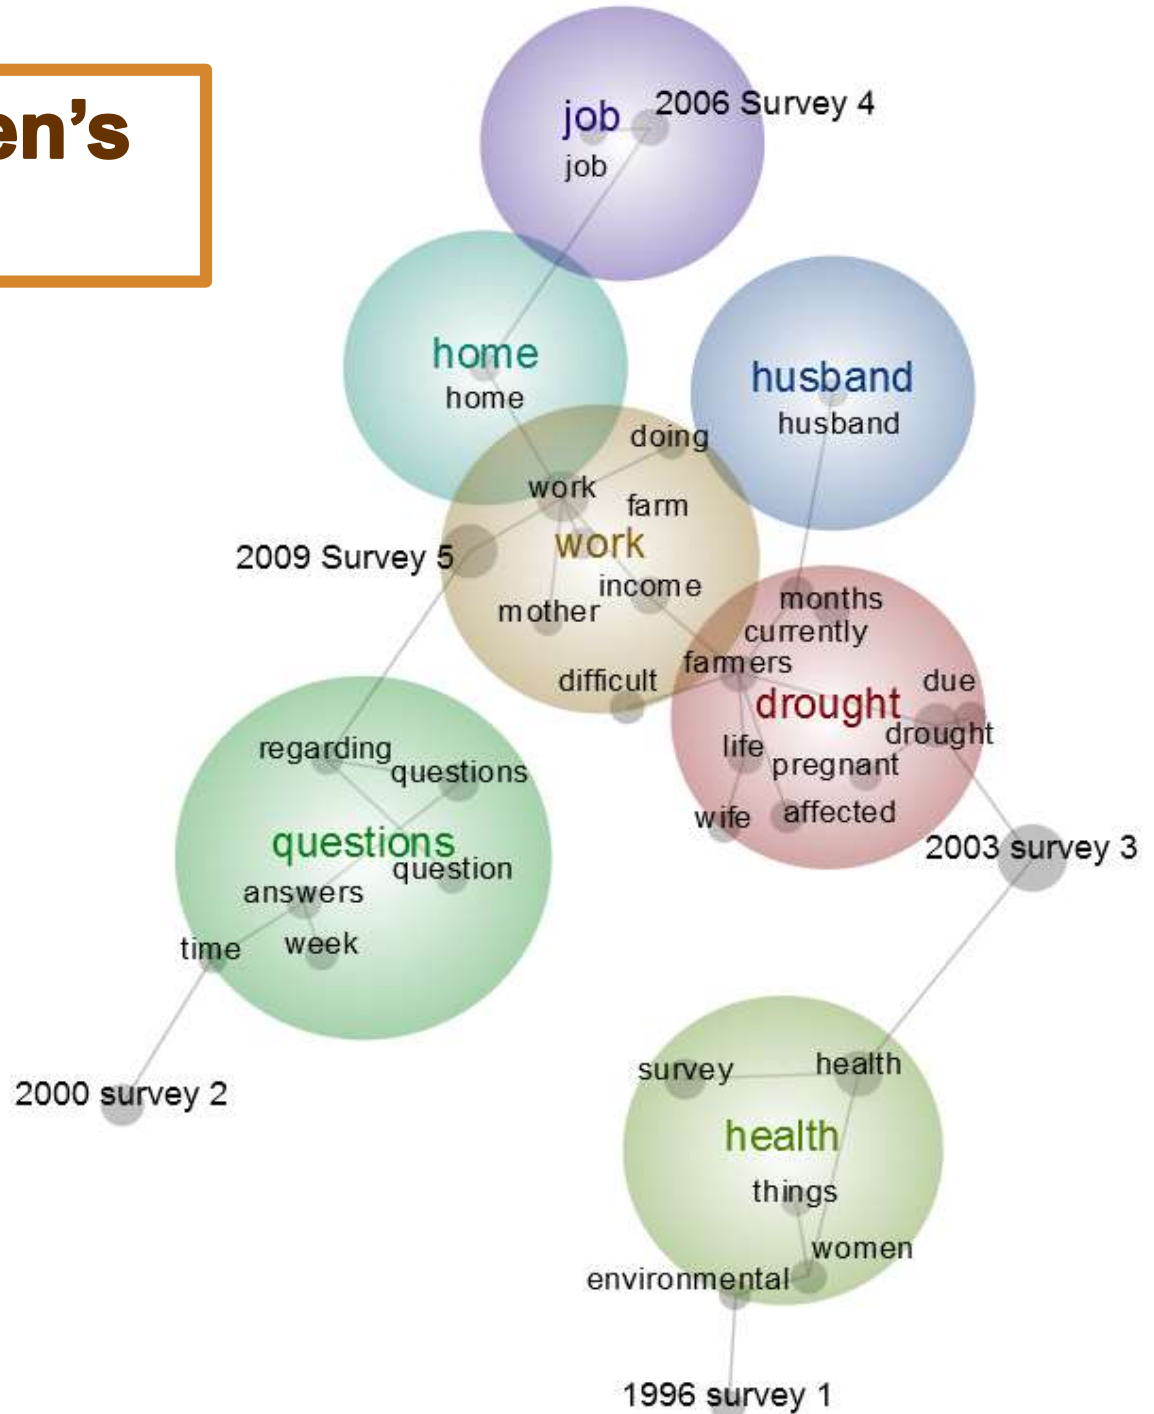 en's
2006 Survey 4
job
job
home
home
husband
husband
doing
work
farm
work
2009 Survey 5
income
mother
months
currently
farmers
difficult
due
drought
drought
life
pregnant
wife
affected
2003 survey 3
regarding
questions
questions
question
answers
time
week
2000 survey 2
survey
health
health
things
women
environmental
1996 survey 1